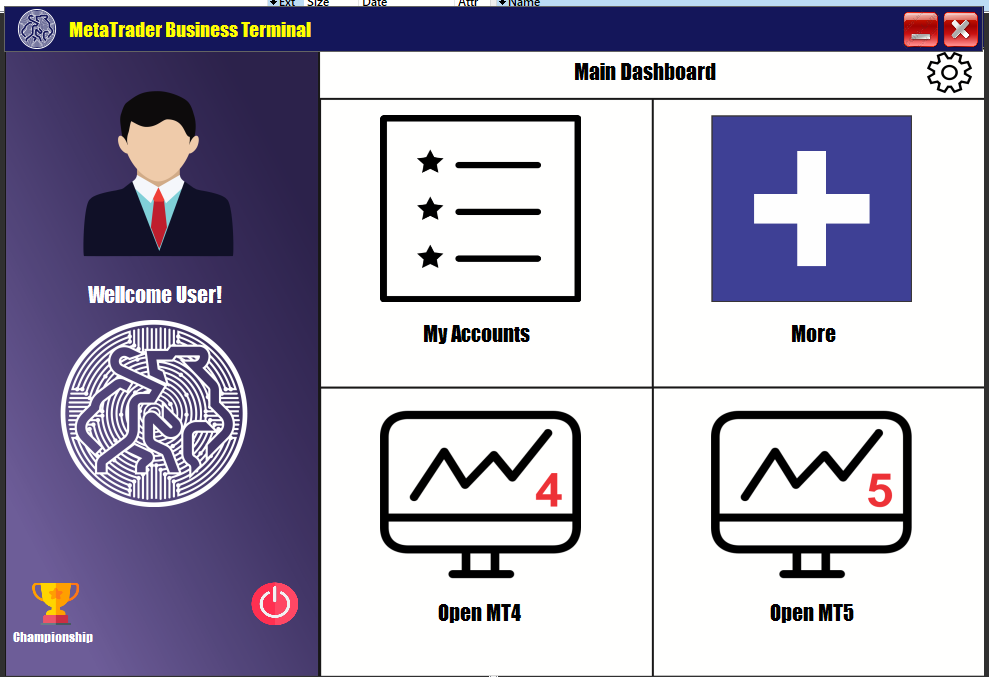 Ext Size Date Attr Name
MetaTrader Business Terminal
Main Dashboard
Wellcome User!
My Accounts
More
4
5
Open MT4
Open MT5
Championship